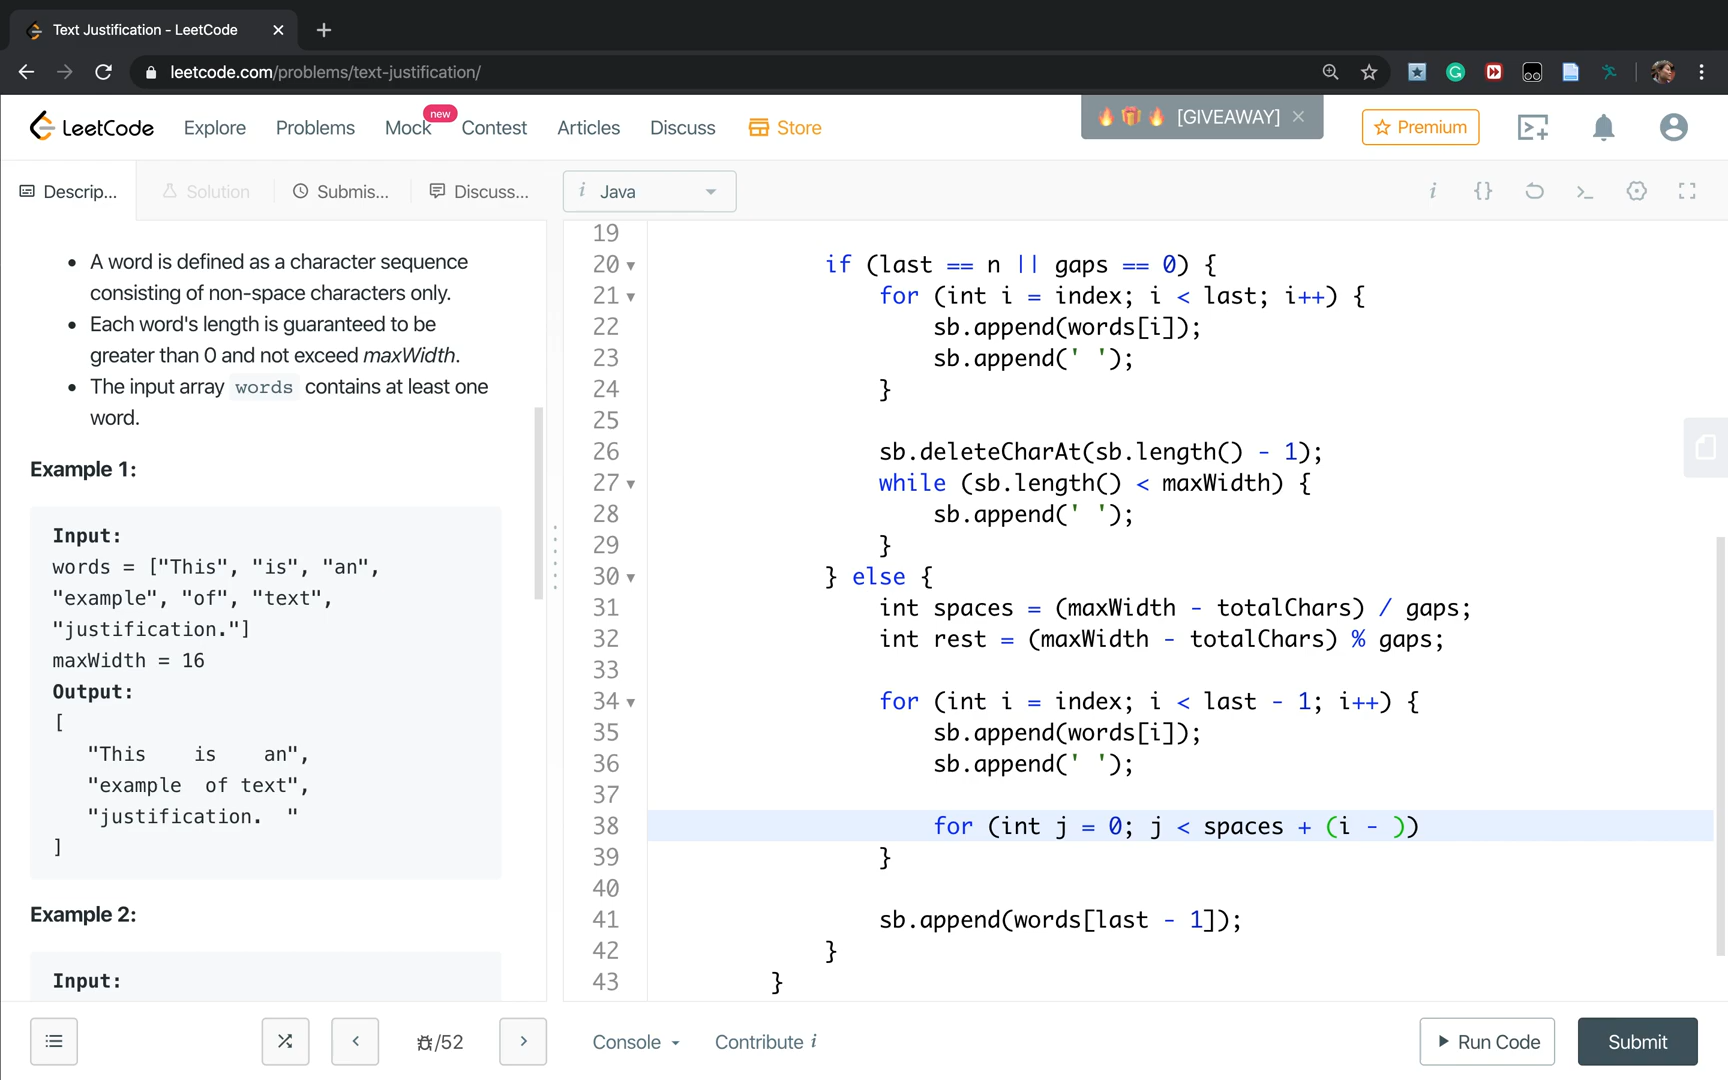 Text Justification - LeetCode
leetcode.com/problems/text-justification/
LeetCode
Explore
Problems
Mock
new
Contest
Articles
Discuss
Store
[GIVEAWAY]
Premium
Descrip...
Solution
Submis...
Discuss...
i Java
• A word is defined as a character sequence
consisting of non-space characters only.
• Each word's length is guaranteed to be
greater than 0 and not exceed maxWidth.
• The input array words contains at least one
word.
Example 1:
Input:
words = ["This", "is", "an",
"example", "of", "text",
"justification."]
maxWidth = 16
Output:
[
"This    is    an",
"example  of text",
"justification.  "
]
Example 2:
Input:
19
20 if (last == n || gaps == 0) {
21 for (int i = index; i < last; i++) {
22 sb.append(words[i]);
23 sb.append(' ');
24 }
25
26 sb.deleteCharAt(sb.length() - 1);
27 while (sb.length() < maxWidth) {
28 sb.append(' ');
29 }
30 } else {
31 int spaces = (maxWidth - totalChars) / gaps;
32 int rest = (maxWidth - totalChars) % gaps;
33
34 for (int i = index; i < last - 1; i++) {
35 sb.append(words[i]);
36 sb.append(' ');
37
38 for (int j = 0; j < spaces + (i - ))
39 }
40
41 sb.append(words[last - 1]);
42 }
43 }
/52
Console
Contribute i
Run Code
Submit